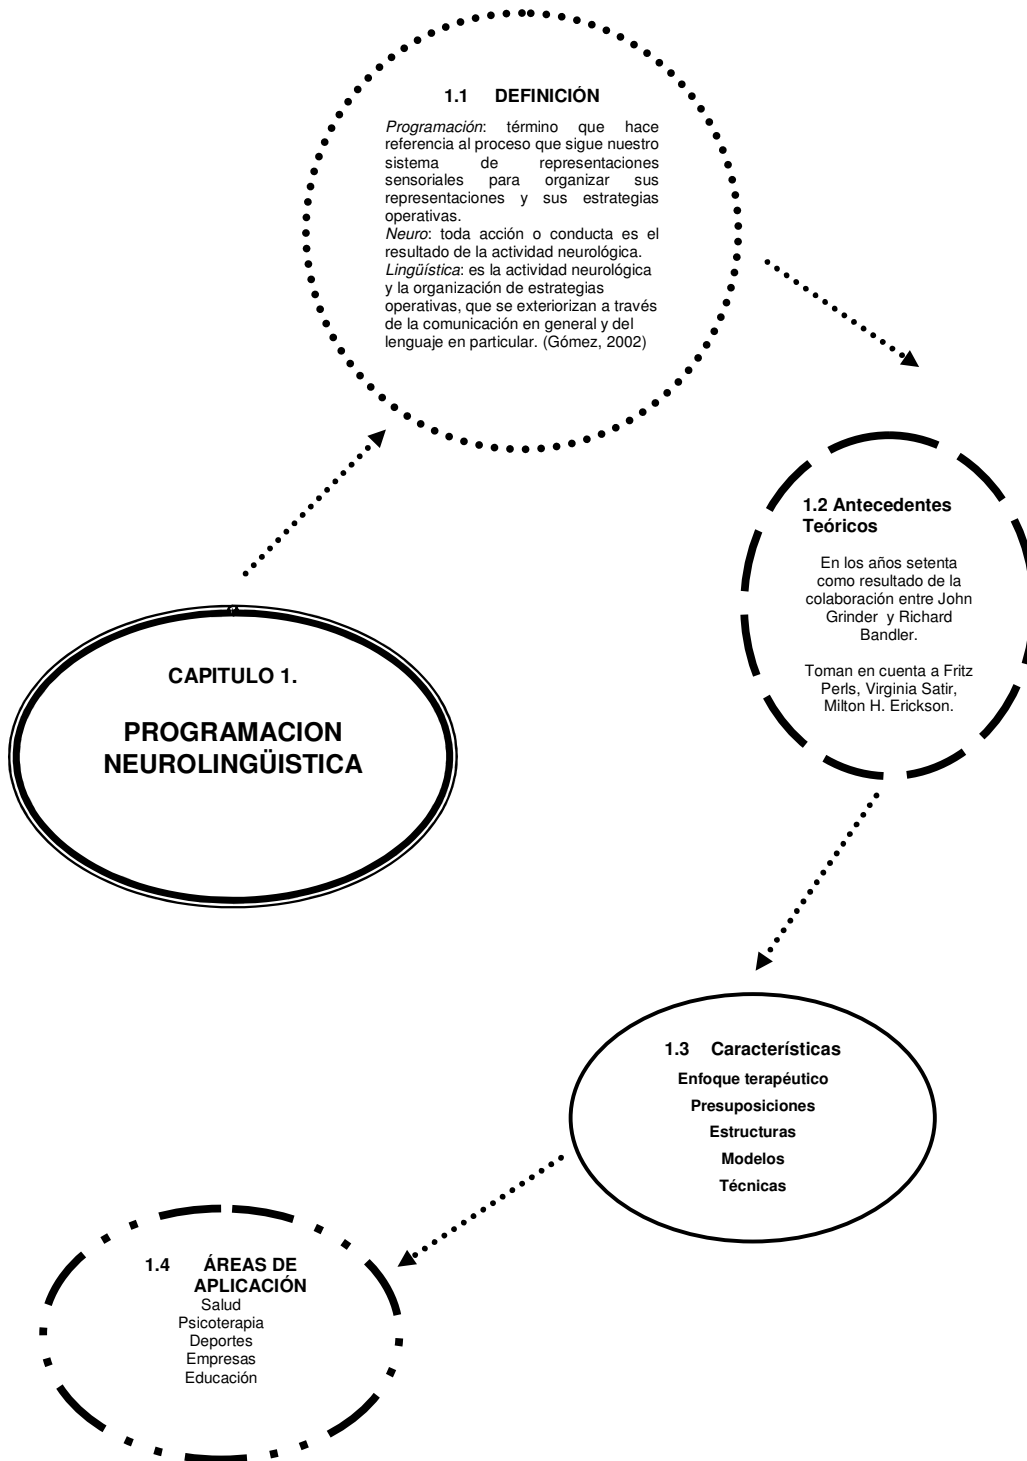 1.1 DEFINICIÓN
Programación: término que hace
referencia al proceso que sigue nuestro
sistema de representaciones
sensoriales para organizar sus
representaciones y sus estrategias
operativas.
Neuro: toda acción o conducta es el
resultado de la actividad neurológica.
Lingüística: es la actividad neurológica
y la organización de estrategias
operativas, que se exteriorizan a través
de la comunicación en general y del
lenguaje en particular. (Gómez, 2002)
1.2 Antecedentes
Teóricos
En los años setenta
como resultado de la
colaboración entre John
Grinder y Richard
Bandler.
Toman en cuenta a Fritz
Perls, Virginia Satir,
Milton H. Erickson.
CAPITULO 1.
PROGRAMACION
NEUROLINGÜISTICA
1.3 Características
Enfoque terapéutico
Presuposiciones
Estructuras
Modelos
Técnicas
1.4 ÁREAS DE
APLICACIÓN
Salud
Psicoterapia
Deportes
Empresas
Educación